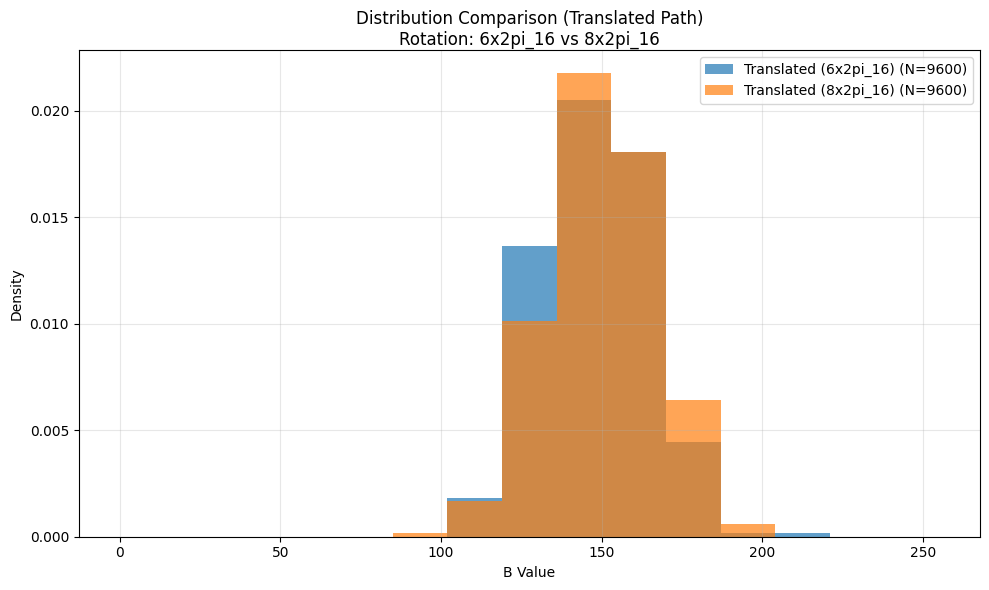 Distribution Comparison (Translated Path)
Rotation: 6x2pi_16 vs 8x2pi_16
Translated (6x2pi_16) (N=9600)
Translated (8x2pi_16) (N=9600)
Density
0.020
0.015
0.010
0.005
0.000
0 50 100 150 200 250
B Value